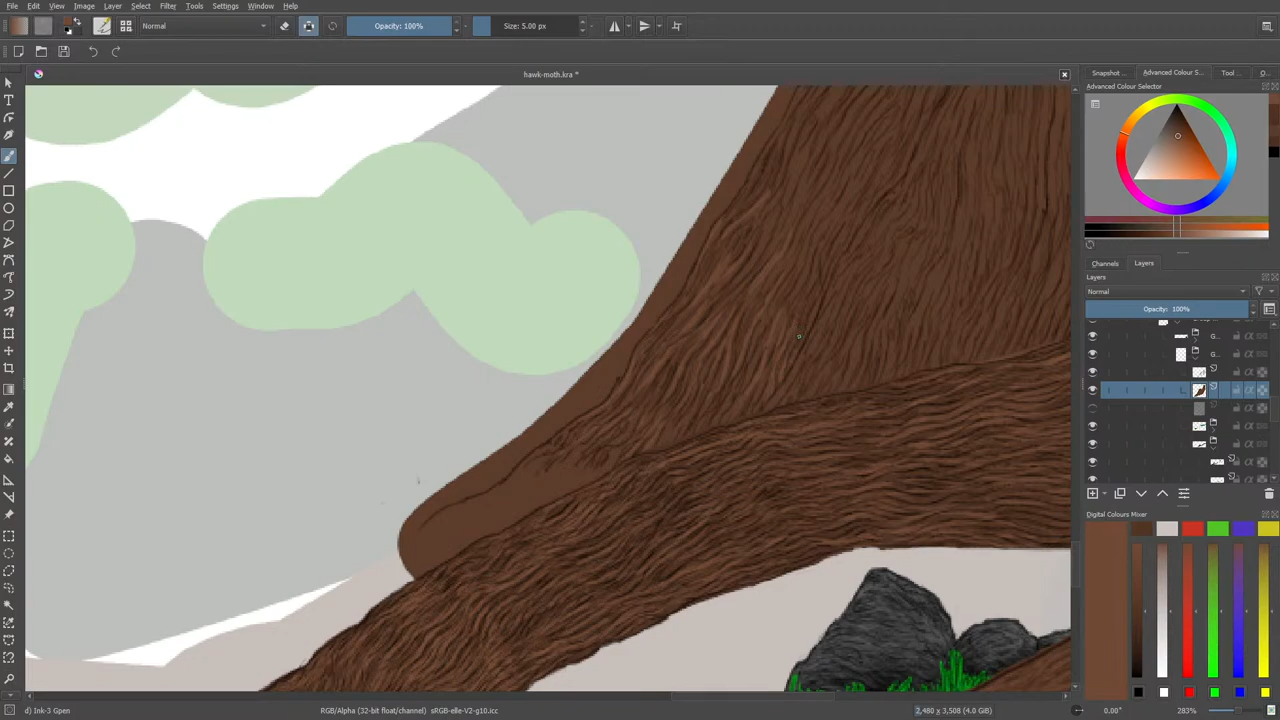 File Edit View Image Layer Select Filter Tools Settings Window Help
Normal Opacity: 100% Size: 5.00 px
hawk-moth.kra *
Snapshot ... Advanced Colour S... Tool ... O...
Advanced Colour Selector
Channels Layers
Layers
Normal
Opacity: 100%
G...
G...
Digital Colours Mixer
d) Ink-3 Gpen RGB/Alpha (32-bit float/channel) sRGB-elle-V2-g10.icc 2,480 x 3,508 (4.0 GiB) 0.00° 283%